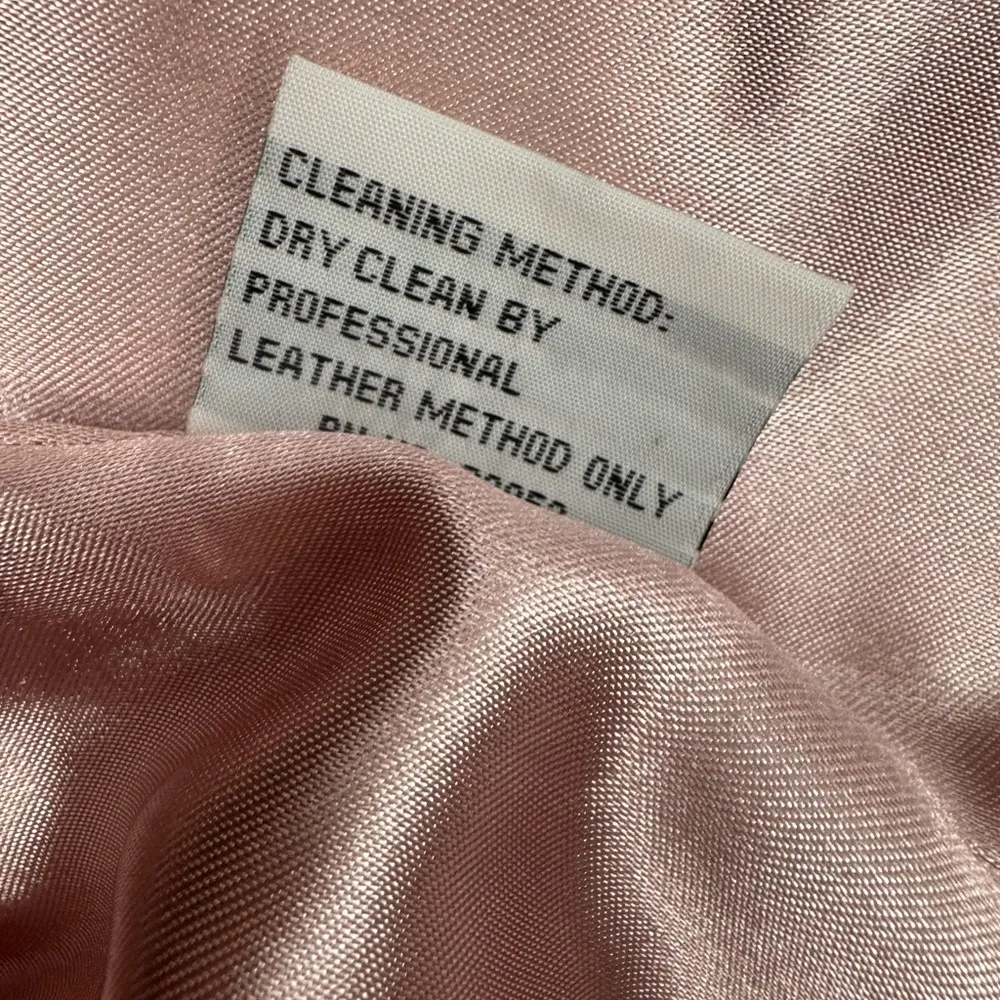 CLEANING METHOD:
DRY CLEAN BY
PROFESSIONAL
LEATHER METHOD ONLY